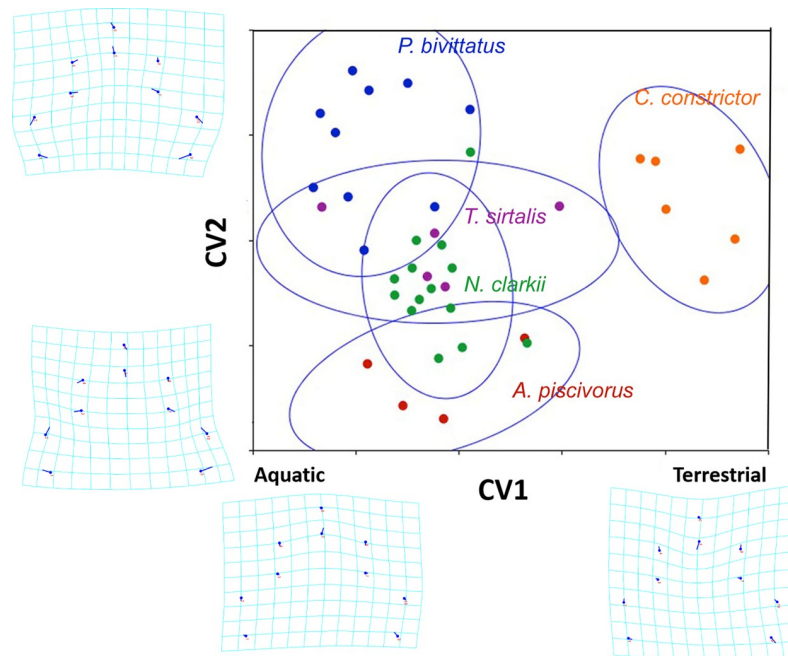 P. bivittatus
C. constrictor
T. sirtalis
N. clarkii
A. piscivorus
CV2
Aquatic
Terrestrial
CV1